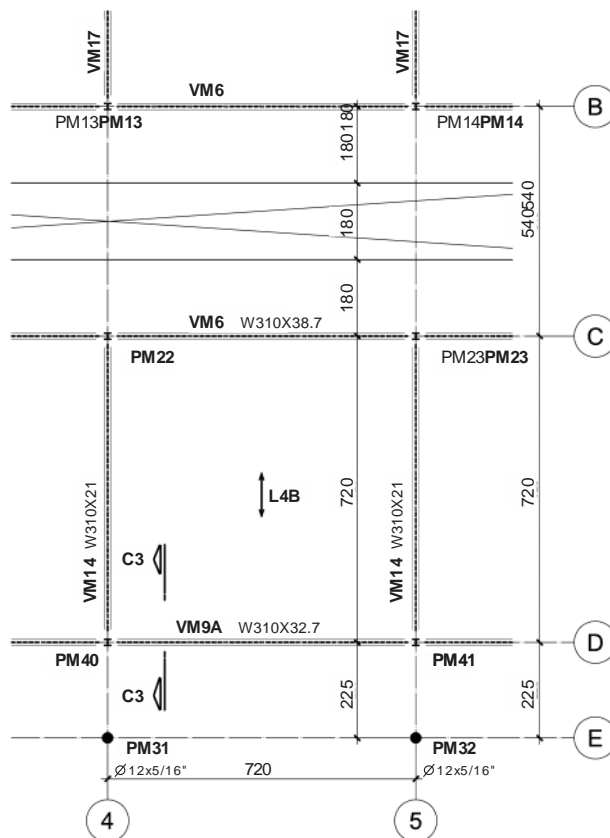 VM17
VM17
VM6
B
PM13PM13
PM14PM14
180180
540540
180
180
VM6 W310X38.7
C
PM22
PM23PM23
L4B
720
720
VM14 W310X21
VM14 W310X21
C3
VM9A W310X32.7
D
PM40
PM41
C3
225
225
E
PM31
PM32
Ø12x5/16"
720
Ø12x5/16"
4
5